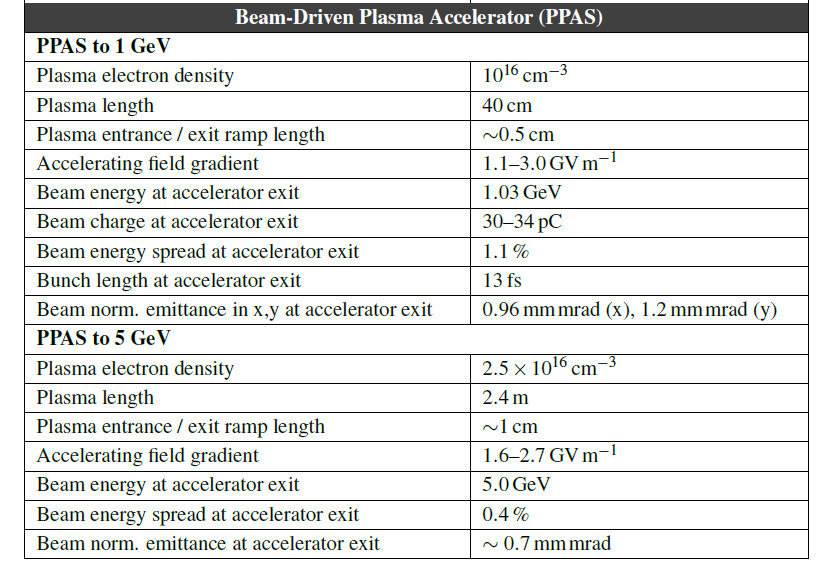 Beam-Driven Plasma Accelerator (PPAS)
PPAS to 1 GeV
Plasma electron density 10¹⁶ cm⁻³
Plasma length 40 cm
Plasma entrance / exit ramp length ∼0.5 cm
Accelerating field gradient 1.1–3.0 GV m⁻¹
Beam energy at accelerator exit 1.03 GeV
Beam charge at accelerator exit 30–34 pC
Beam energy spread at accelerator exit 1.1 %
Bunch length at accelerator exit 13 fs
Beam norm. emittance in x,y at accelerator exit 0.96 mm mrad (x), 1.2 mm mrad (y)
PPAS to 5 GeV
Plasma electron density 2.5 × 10¹⁶ cm⁻³
Plasma length 2.4 m
Plasma entrance / exit ramp length ∼1 cm
Accelerating field gradient 1.6–2.7 GV m⁻¹
Beam energy at accelerator exit 5.0 GeV
Beam energy spread at accelerator exit 0.4 %
Beam norm. emittance at accelerator exit ∼ 0.7 mm mrad